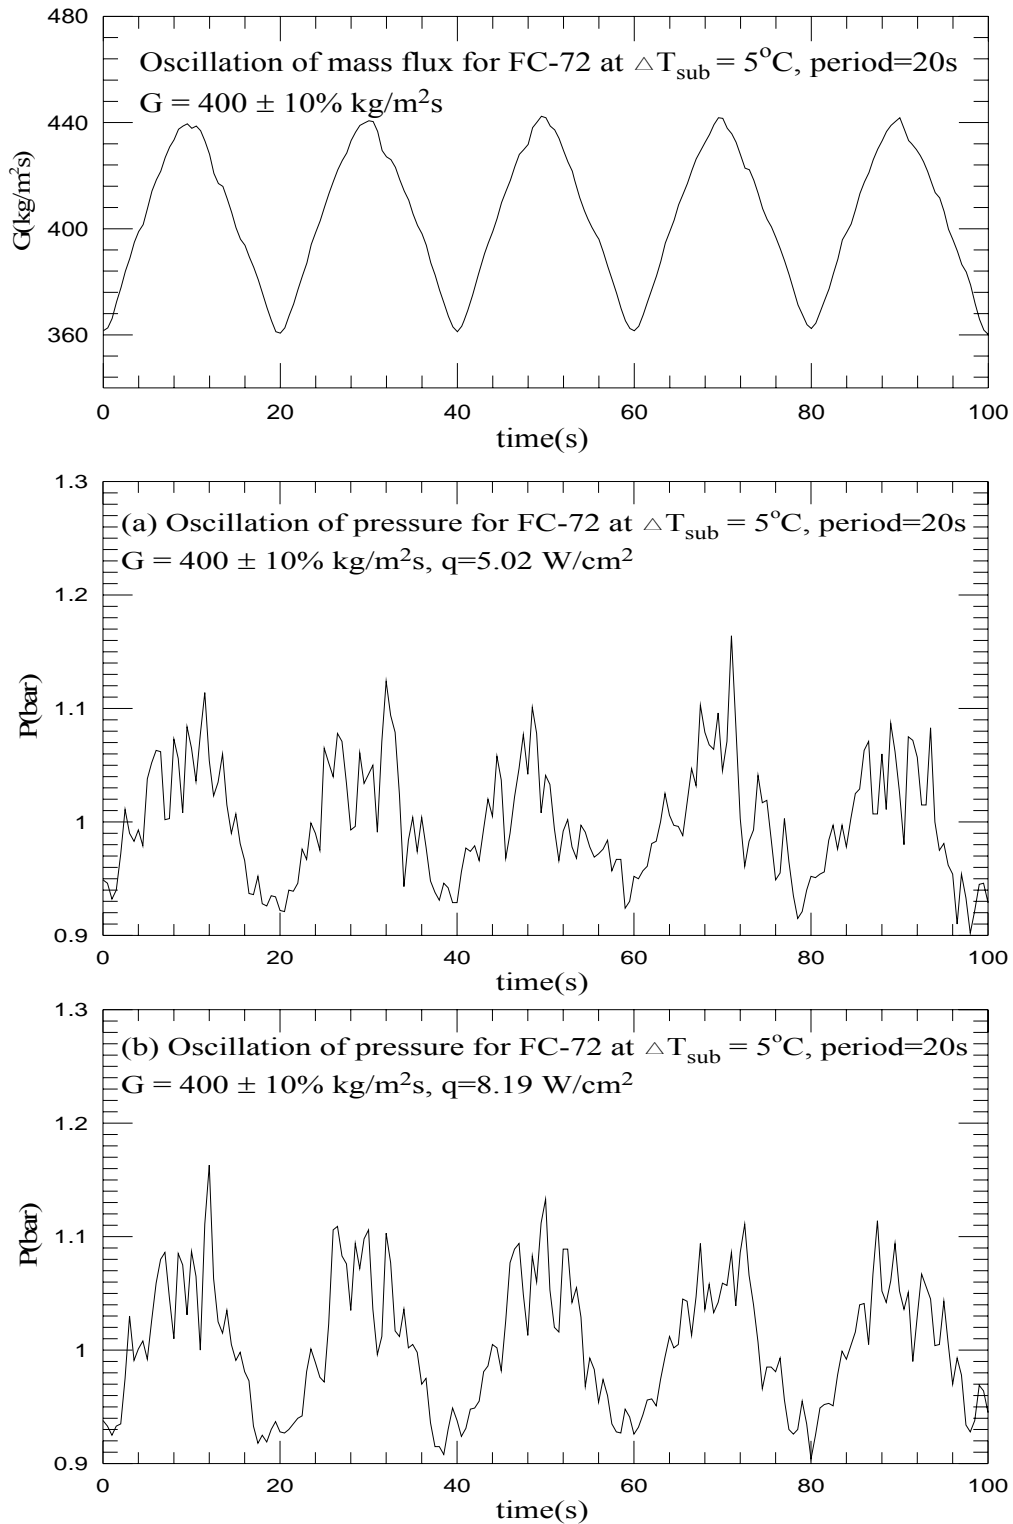 480
Oscillation of mass flux for FC-72 at △T_sub = 5°C, period=20s
G = 400 ± 10% kg/m²s
440
400
360
G(kg/m²s)
0 20 40 60 80 100
time(s)
1.3
(a) Oscillation of pressure for FC-72 at △T_sub = 5°C, period=20s
G = 400 ± 10% kg/m²s, q=5.02 W/cm²
1.2
1.1
1
0.9
P(bar)
0 20 40 60 80 100
time(s)
1.3
(b) Oscillation of pressure for FC-72 at △T_sub = 5°C, period=20s
G = 400 ± 10% kg/m²s, q=8.19 W/cm²
1.2
1.1
1
0.9
P(bar)
0 20 40 60 80 100
time(s)